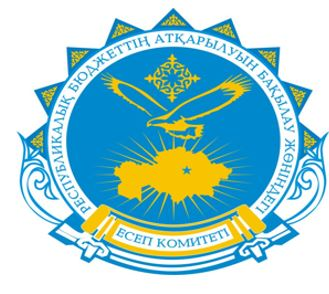 РЕСПУБЛИКАЛЫҚ БЮДЖЕТТІҢ АТҚАРЫЛУЫН БАҚЫЛАУ ЖӨНІНДЕГІ
ЕСЕП КОМИТЕТІ